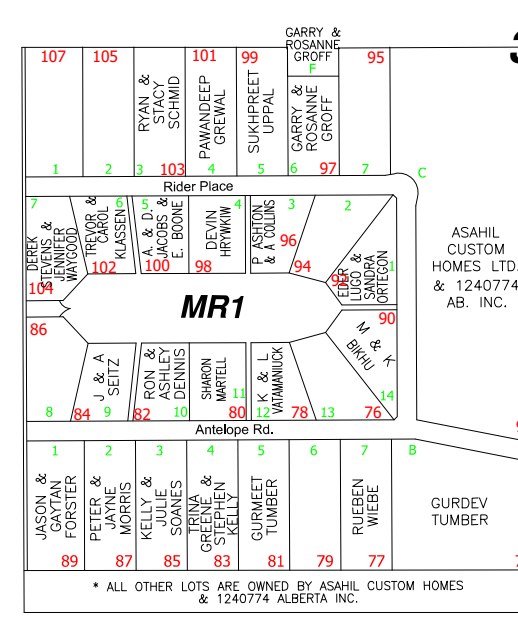 GARRY &
ROSANNE
GROFF
F
3
107
105
101
99
95
RYAN &
STACY
SCHMID
PAWANDEEP
GREWAL
SUKHPREET
UPPAL
GARRY &
ROSANNE
GROFF
103
97
1
2
3
4
5
6
7
C
Rider Place
7
6
5
4
3
2
1
DEREK
STEVENS &
JENNIFER
WAYGOOD
TREVOR &
CAROL
KLASSEN
A. & D.
JACOBS &
E. BOONE
DEVIN
HRYWKIW
P ASHTON
& A COLLINS
EDER
LUGO &
SANDRA
ORTEGON
104
102
100
98
96
94
92
ASAHIL
CUSTOM
HOMES LTD.
& 1240774
AB. INC.
MR1
86
90
J & A
SEITZ
RON &
ASHLEY
DENNIS
SHARON
MARTELL
K & L
VATAMANIUCK
M & K
BIKHU
8
84
9
82
10
11
80
12
78
13
76
14
Antelope Rd.
1
2
3
4
5
6
7
B
JASON &
GAYTAN
FORSTER
PETER &
JAYNE
MORRIS
KELLY &
JULIE
SOANES
TRINA
GREENE &
STEPHEN
KELLY
GURMEET
TUMBER
RUEBEN
WIEBE
GURDEV
TUMBER
89
87
85
83
81
79
77
* ALL OTHER LOTS ARE OWNED BY ASAHIL CUSTOM HOMES
& 1240774 ALBERTA INC.